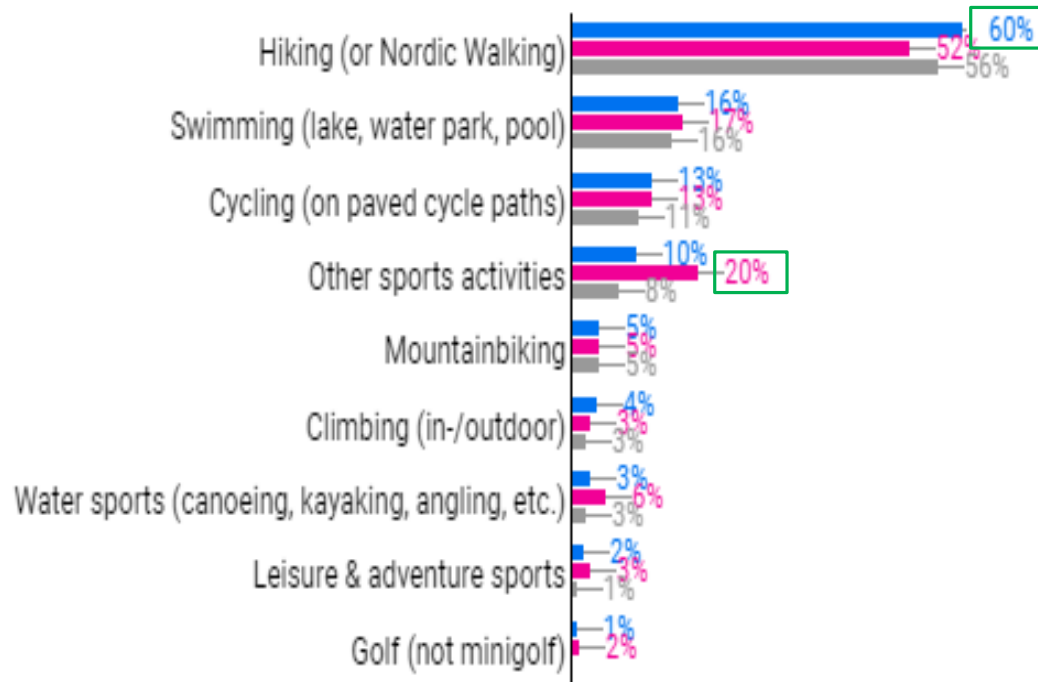 60%
Hiking (or Nordic Walking)
52%
56%
16%
Swimming (lake, water park, pool)
17%
16%
13%
Cycling (on paved cycle paths)
13%
11%
10%
Other sports activities
20%
8%
5%
Mountainbiking
5%
5%
4%
Climbing (in-/outdoor)
3%
3%
3%
Water sports (canoeing, kayaking, angling, etc.)
6%
3%
2%
Leisure & adventure sports
3%
1%
1%
Golf (not minigolf)
2%